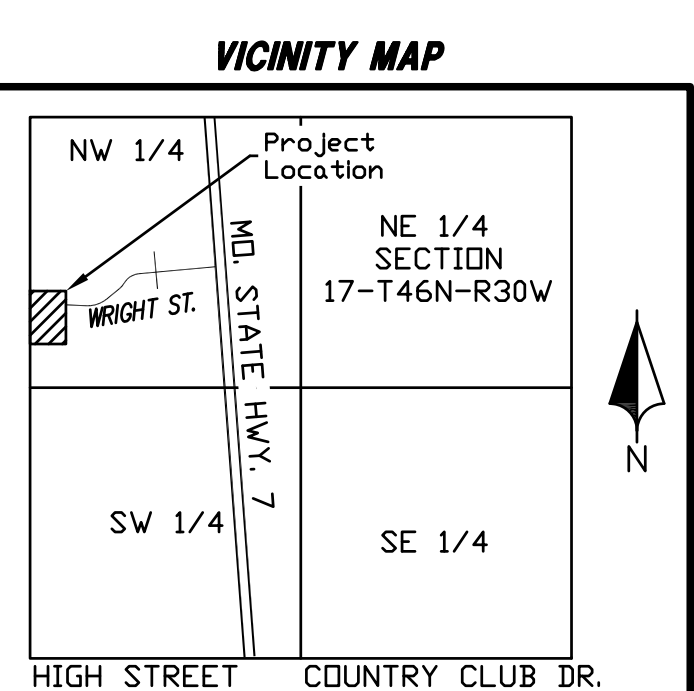 VICINITY MAP
NW 1/4
Project
Location
NE 1/4
SECTION
17-T46N-R30W
WRIGHT ST.
MO. STATE HWY. 7
N
SW 1/4
SE 1/4
HIGH STREET
COUNTRY CLUB DR.